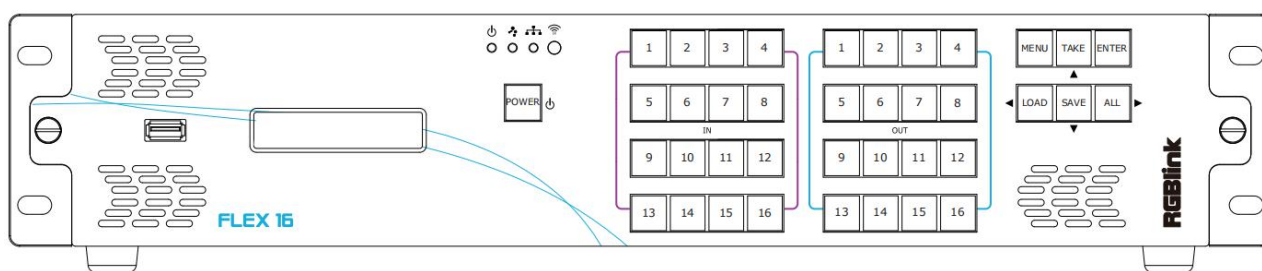 1 2 3 4
1 2 3 4
MENU TAKE ENTER
POWER
5 6 7 8
5 6 7 8
LOAD SAVE ALL
IN
OUT
9 10 11 12
9 10 11 12
13 14 15 16
13 14 15 16
FLEX 16
RGBlink